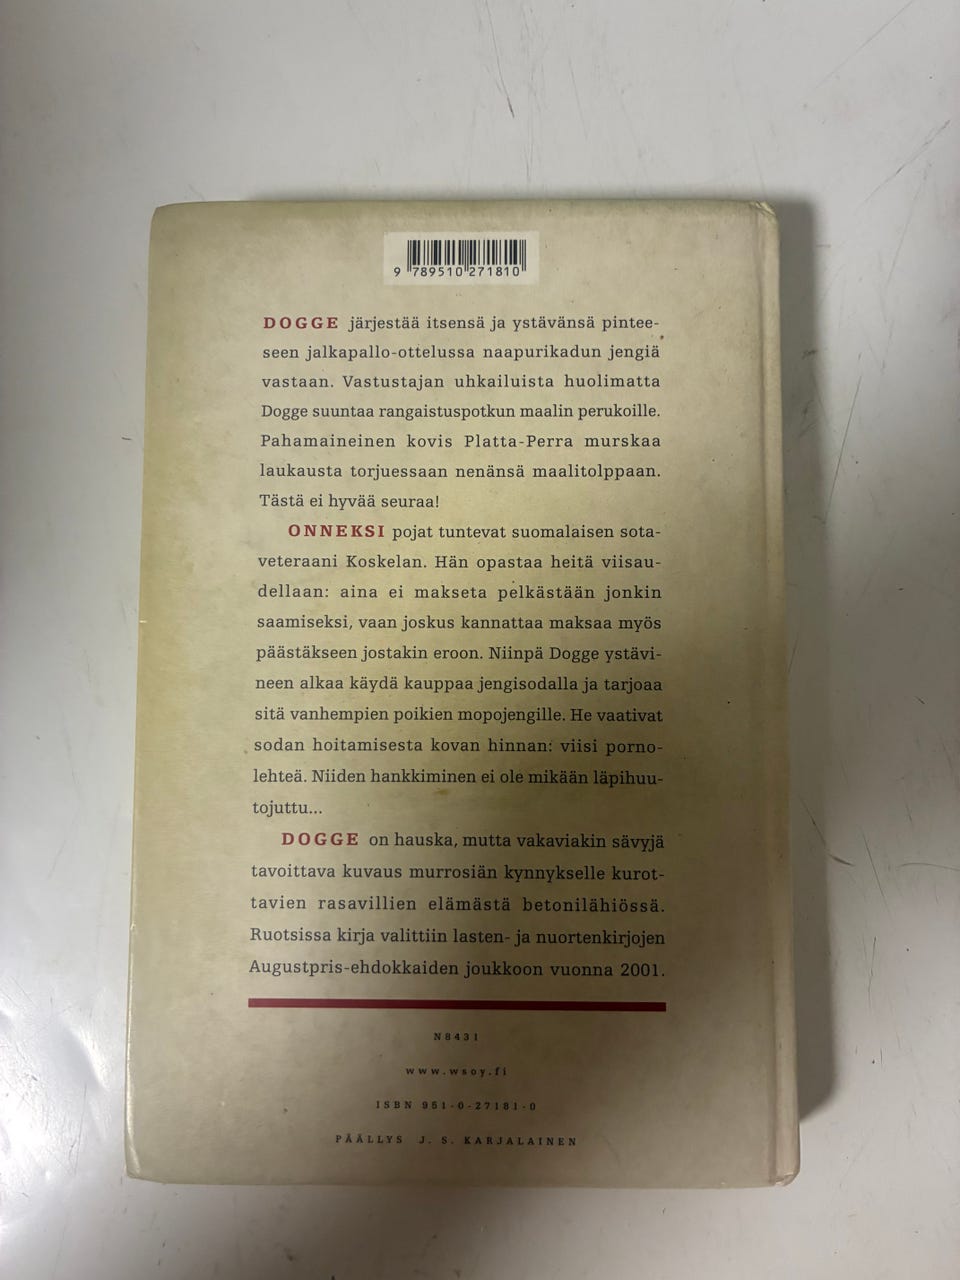 9 789510 271810
DOGGE järjestää itsensä ja ystävänsä pintee-
seen jalkapallo-ottelussa naapurikadun jengiä
vastaan. Vastustajan uhkailuista huolimatta
Dogge suuntaa rangaistuspotkun maalin perukoille.
Pahamaineinen kovis Platta-Perra murskaa
laukausta torjuessaan nenänsä maalitolppaan.
Tästä ei hyvää seuraa!
ONNEKSI pojat tuntevat suomalaisen sota-
veteraani Koskelan. Hän opastaa heitä viisau-
dellaan: aina ei makseta pelkästään jonkin
saamiseksi, vaan joskus kannattaa maksaa myös
päästäkseen jostakin eroon. Niinpä Dogge ystävi-
neen alkaa käydä kauppaa jengisodalla ja tarjoaa
sitä vanhempien poikien mopojengille. He vaativat
sodan hoitamisesta kovan hinnan: viisi porno-
lehteä. Niiden hankkiminen ei ole mikään läpihuu-
tojuttu...
DOGGE on hauska, mutta vakaviakin sävyjä
tavoittava kuvaus murrosiän kynnykselle kurot-
tavien rasavillien elämästä betonilähiössä.
Ruotsissa kirja valittiin lasten- ja nuortenkirjojen
Augustpris-ehdokkaiden joukkoon vuonna 2001.
N8431
www.wsoy.fi
ISBN 951-0-27181-0
PÄÄLLYS J. S. KARJALAINEN